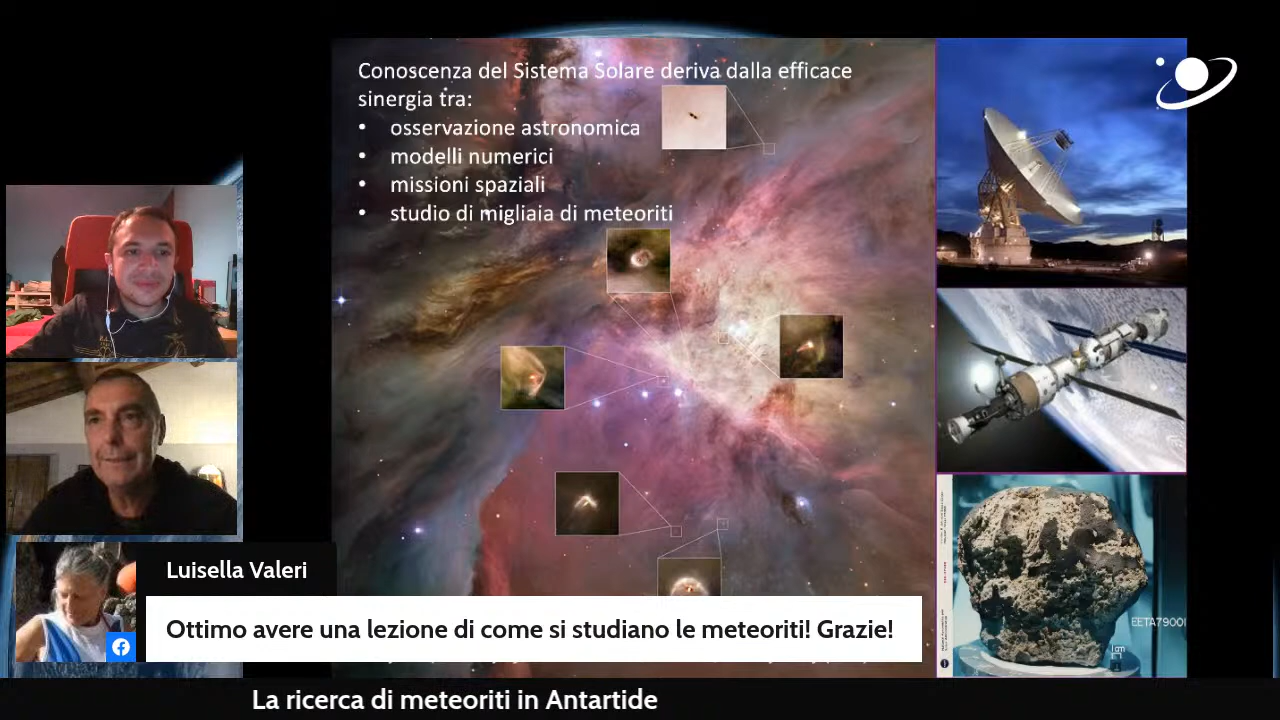 Conoscenza del Sistema Solare deriva dalla efficace
sinergia tra:
• osservazione astronomica
• modelli numerici
• missioni spaziali
• studio di migliaia di meteoriti
EETA79001
Luisella Valeri
Ottimo avere una lezione di come si studiano le meteoriti! Grazie!
La ricerca di meteoriti in Antartide